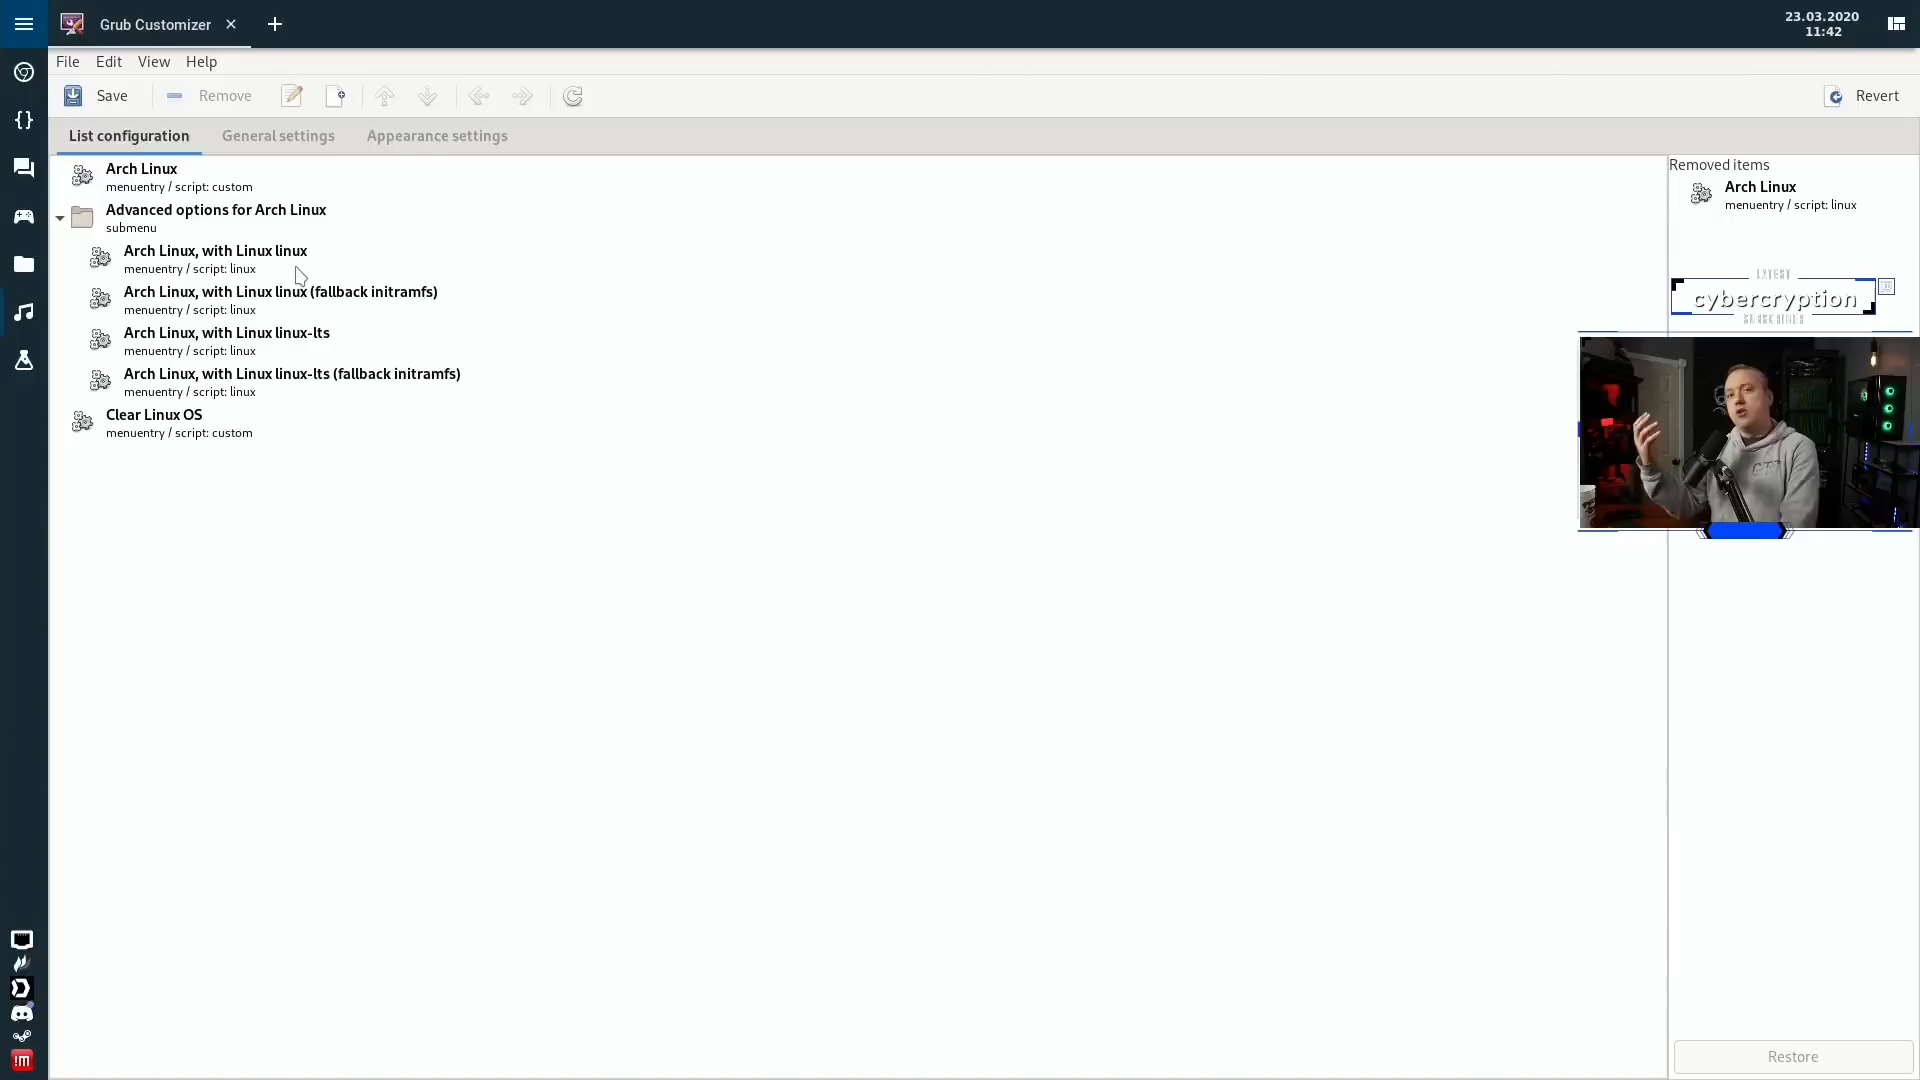 Grub Customizer
23.03.2020
11:42
File Edit View Help
Save Remove Revert
List configuration General settings Appearance settings
Arch Linux
menuentry / script: custom
Advanced options for Arch Linux
submenu
Arch Linux, with Linux linux
menuentry / script: linux
Arch Linux, with Linux linux (fallback initramfs)
menuentry / script: linux
Arch Linux, with Linux linux-lts
menuentry / script: linux
Arch Linux, with Linux linux-lts (fallback initramfs)
menuentry / script: linux
Clear Linux OS
menuentry / script: custom
Removed items
Arch Linux
menuentry / script: linux
cybercryption
Restore
!m